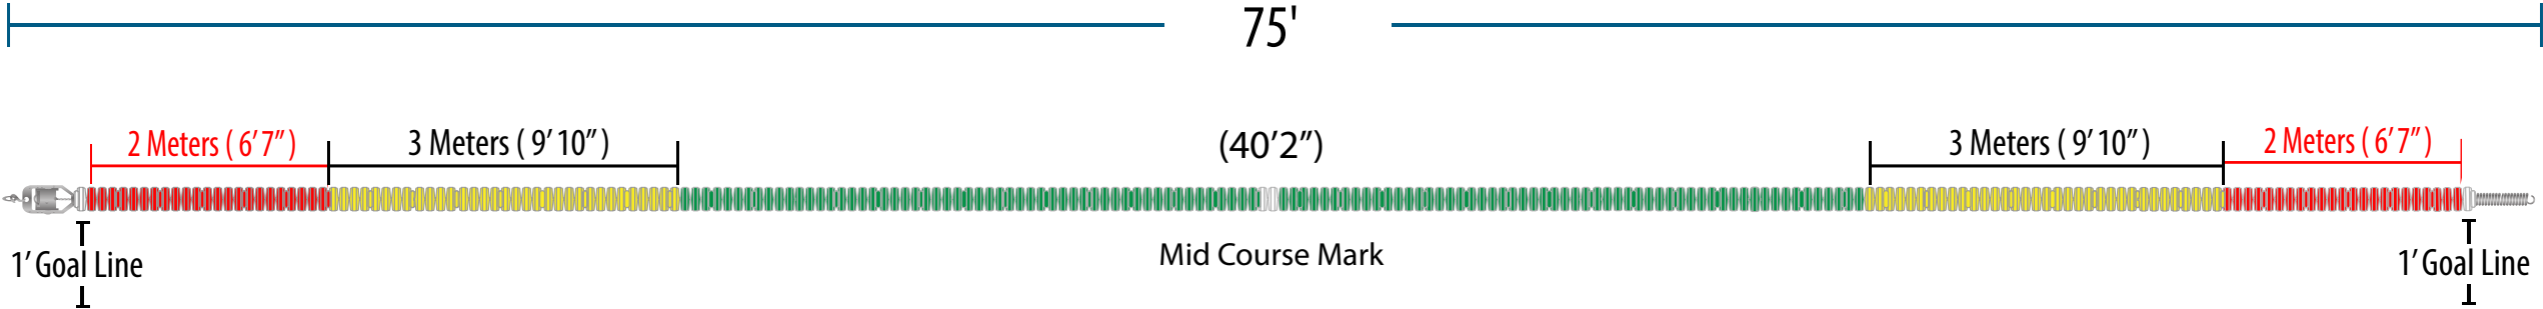 75'
2 Meters ( 6’7” )
3 Meters ( 9’ 10” )
(40’2”)
3 Meters ( 9’ 10” )
2 Meters ( 6’7” )
1’ Goal Line
Mid Course Mark
1’ Goal Line